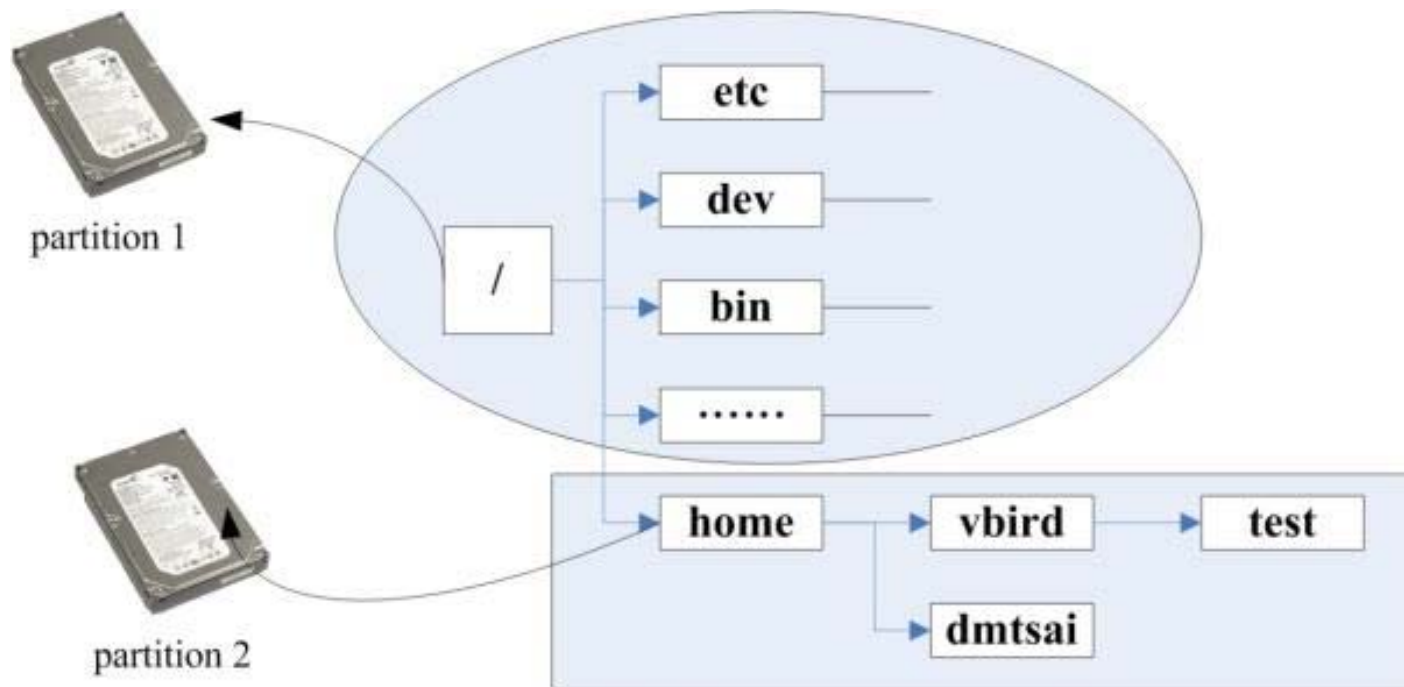 etc
dev
partition 1
/
bin
......
home
vbird
test
dmtsai
partition 2